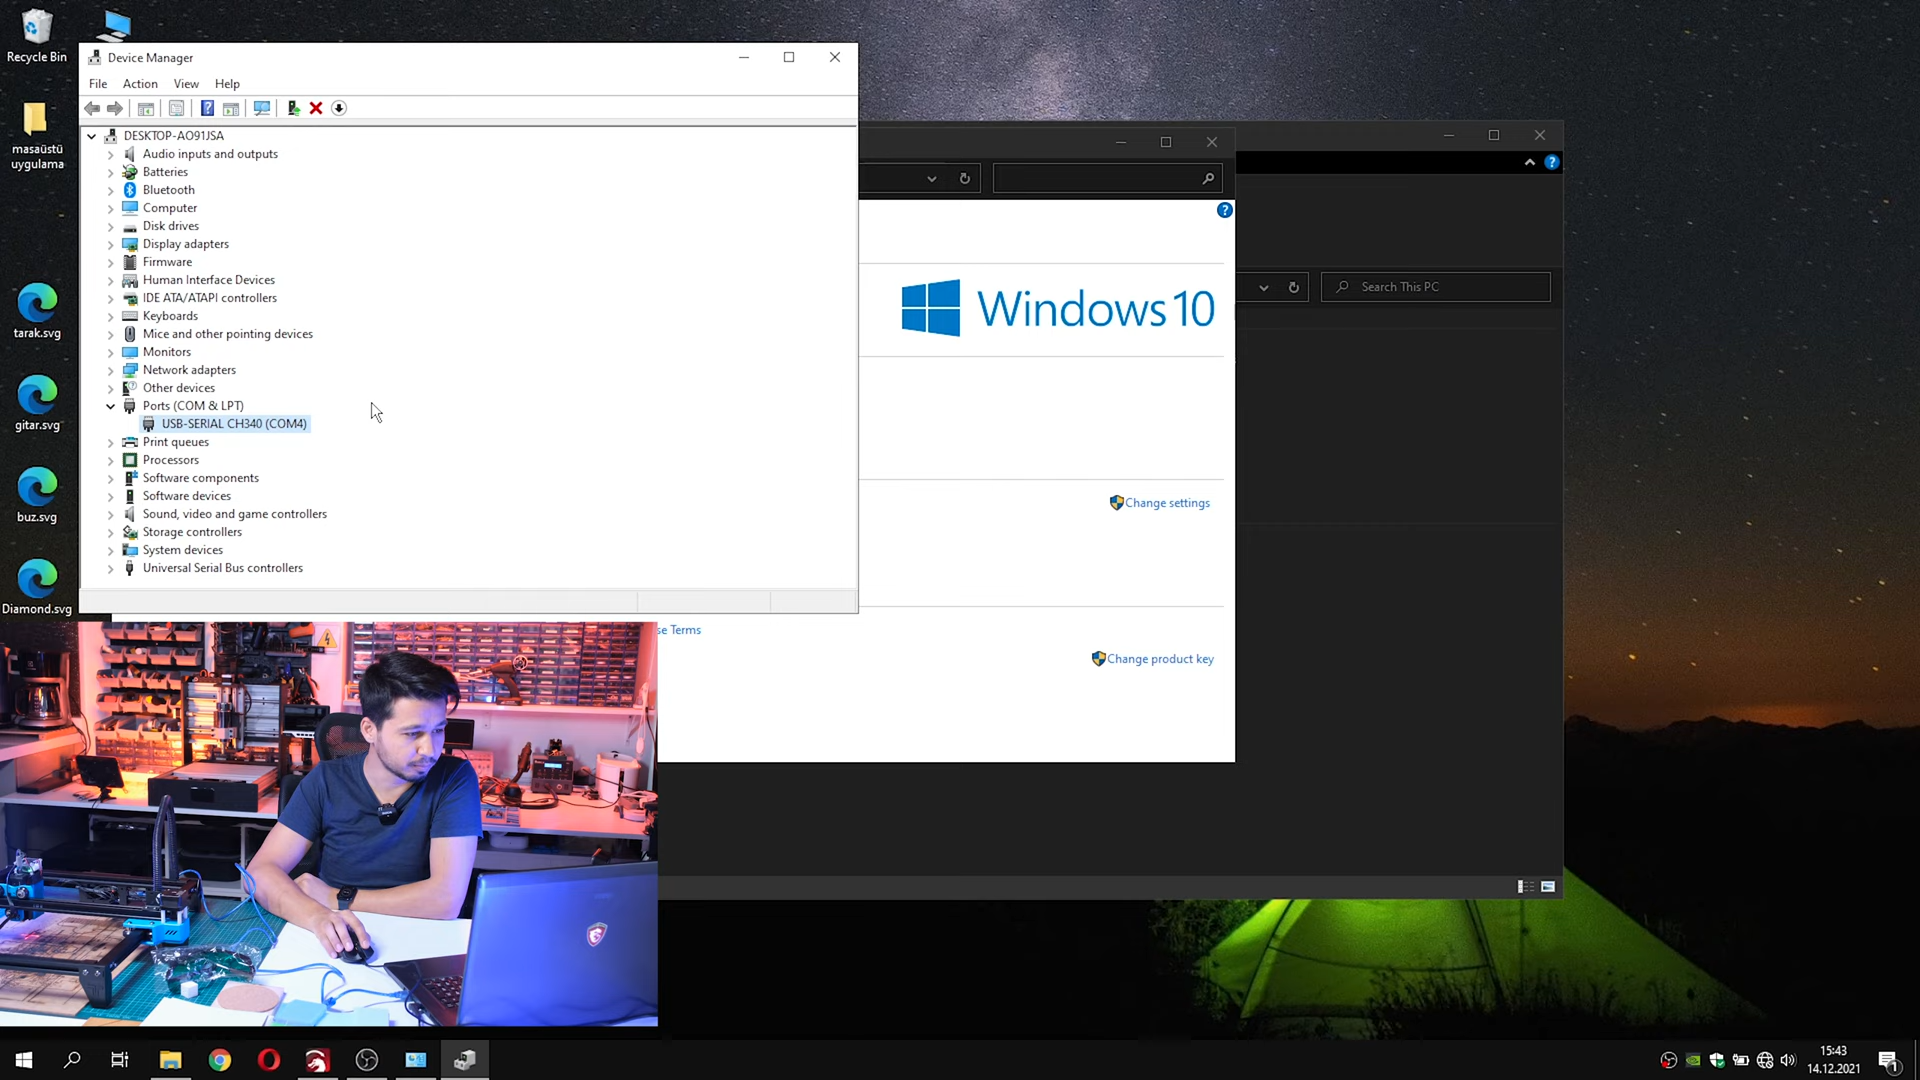 Recycle Bin
masaüstü
uygulama
tarak.svg
gitar.svg
buz.svg
Diamond.svg
Device Manager
File Action View Help
DESKTOP-AO91JSA
Audio inputs and outputs
Batteries
Bluetooth
Computer
Disk drives
Display adapters
Firmware
Human Interface Devices
IDE ATA/ATAPI controllers
Keyboards
Mice and other pointing devices
Monitors
Network adapters
Other devices
Ports (COM & LPT)
USB-SERIAL CH340 (COM4)
Print queues
Processors
Software components
Software devices
Sound, video and game controllers
Storage controllers
System devices
Universal Serial Bus controllers
Windows 10
Change settings
se Terms
Change product key
Search This PC
15:43
14.12.2021
1